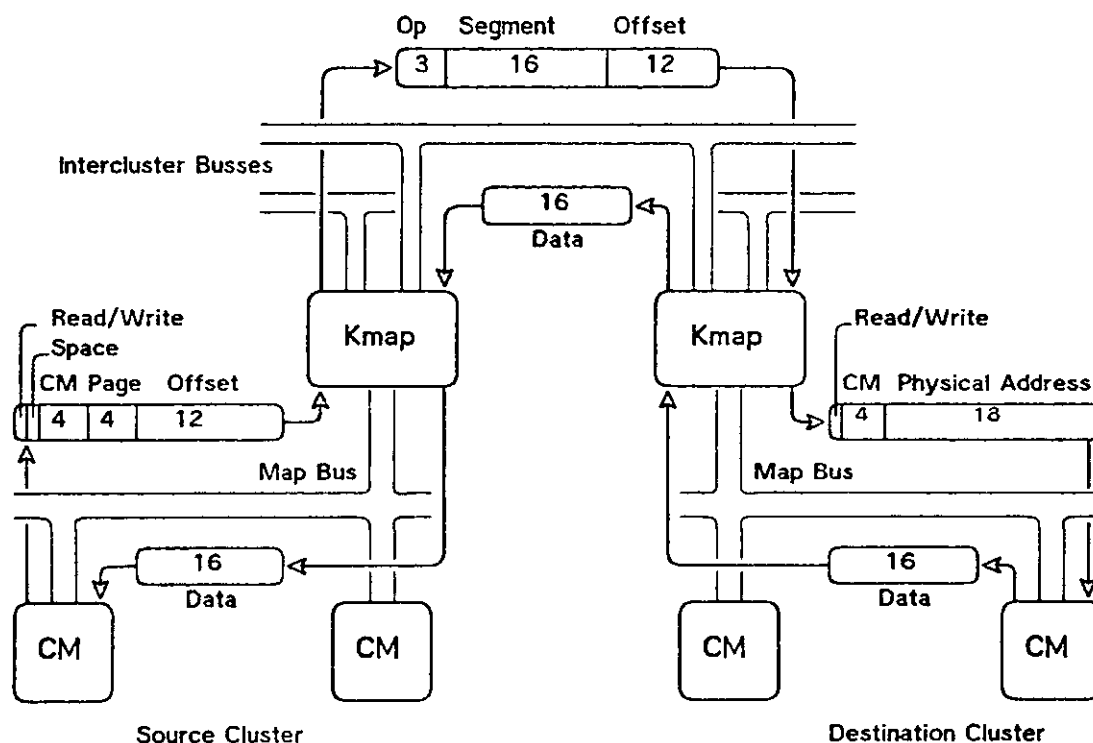 Op Segment Offset
3 16 12
Intercluster Busses
16
Data
Read/Write
Space
Kmap
Kmap
Read/Write
CM Page Offset
4 4 12
CM Physical Address
4 18
Map Bus
Map Bus
16
Data
16
Data
CM
CM
CM
CM
Source Cluster
Destination Cluster